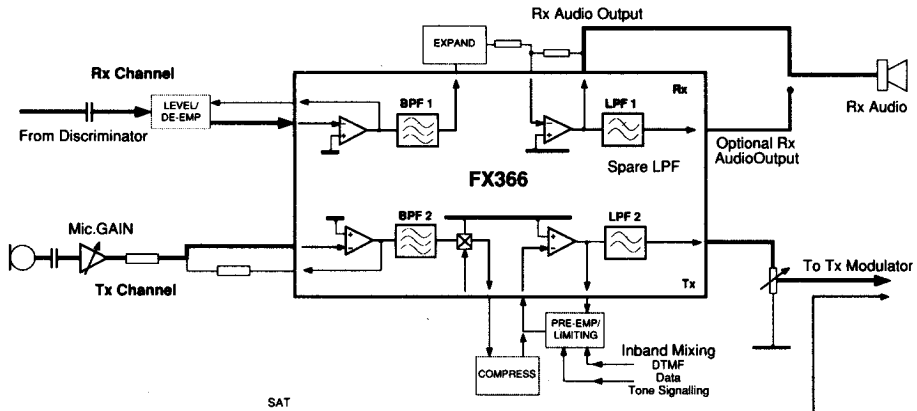 Rx Audio Output
EXPAND
Rx Channel
LEVEL/
DE-EMP
From Discriminator
BPF 1
Rx
LPF 1
Rx Audio
Optional Rx
AudioOutput
Spare LPF
FX366
Mic.GAIN
BPF 2
LPF 2
Tx Channel
Tx
To Tx Modulator
PRE-EMP/
LIMITING
Inband Mixing
DTMF
Data
Tone Signalling
COMPRESS
SAT